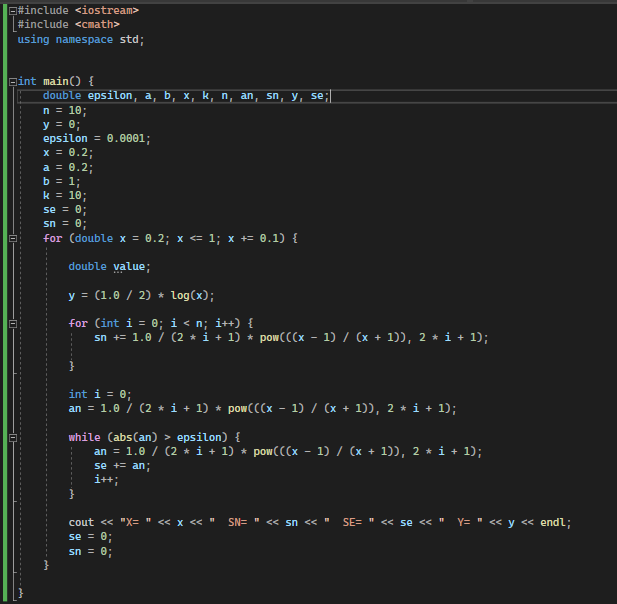 #include <iostream>
#include <cmath>
using namespace std;
int main() {
double epsilon, a, b, x, k, n, an, sn, y, se;
n = 10;
y = 0;
epsilon = 0.0001;
x = 0.2;
a = 0.2;
b = 1;
k = 10;
se = 0;
sn = 0;
for (double x = 0.2; x <= 1; x += 0.1) {
double value;
y = (1.0 / 2) * log(x);
for (int i = 0; i < n; i++) {
sn += 1.0 / (2 * i + 1) * pow(((x - 1) / (x + 1)), 2 * i + 1);
}
int i = 0;
an = 1.0 / (2 * i + 1) * pow(((x - 1) / (x + 1)), 2 * i + 1);
while (abs(an) > epsilon) {
an = 1.0 / (2 * i + 1) * pow(((x - 1) / (x + 1)), 2 * i + 1);
se += an;
i++;
}
cout << "X= " << x << "  SN= " << sn << "  SE= " << se << "  Y= " << y << endl;
se = 0;
sn = 0;
}
}